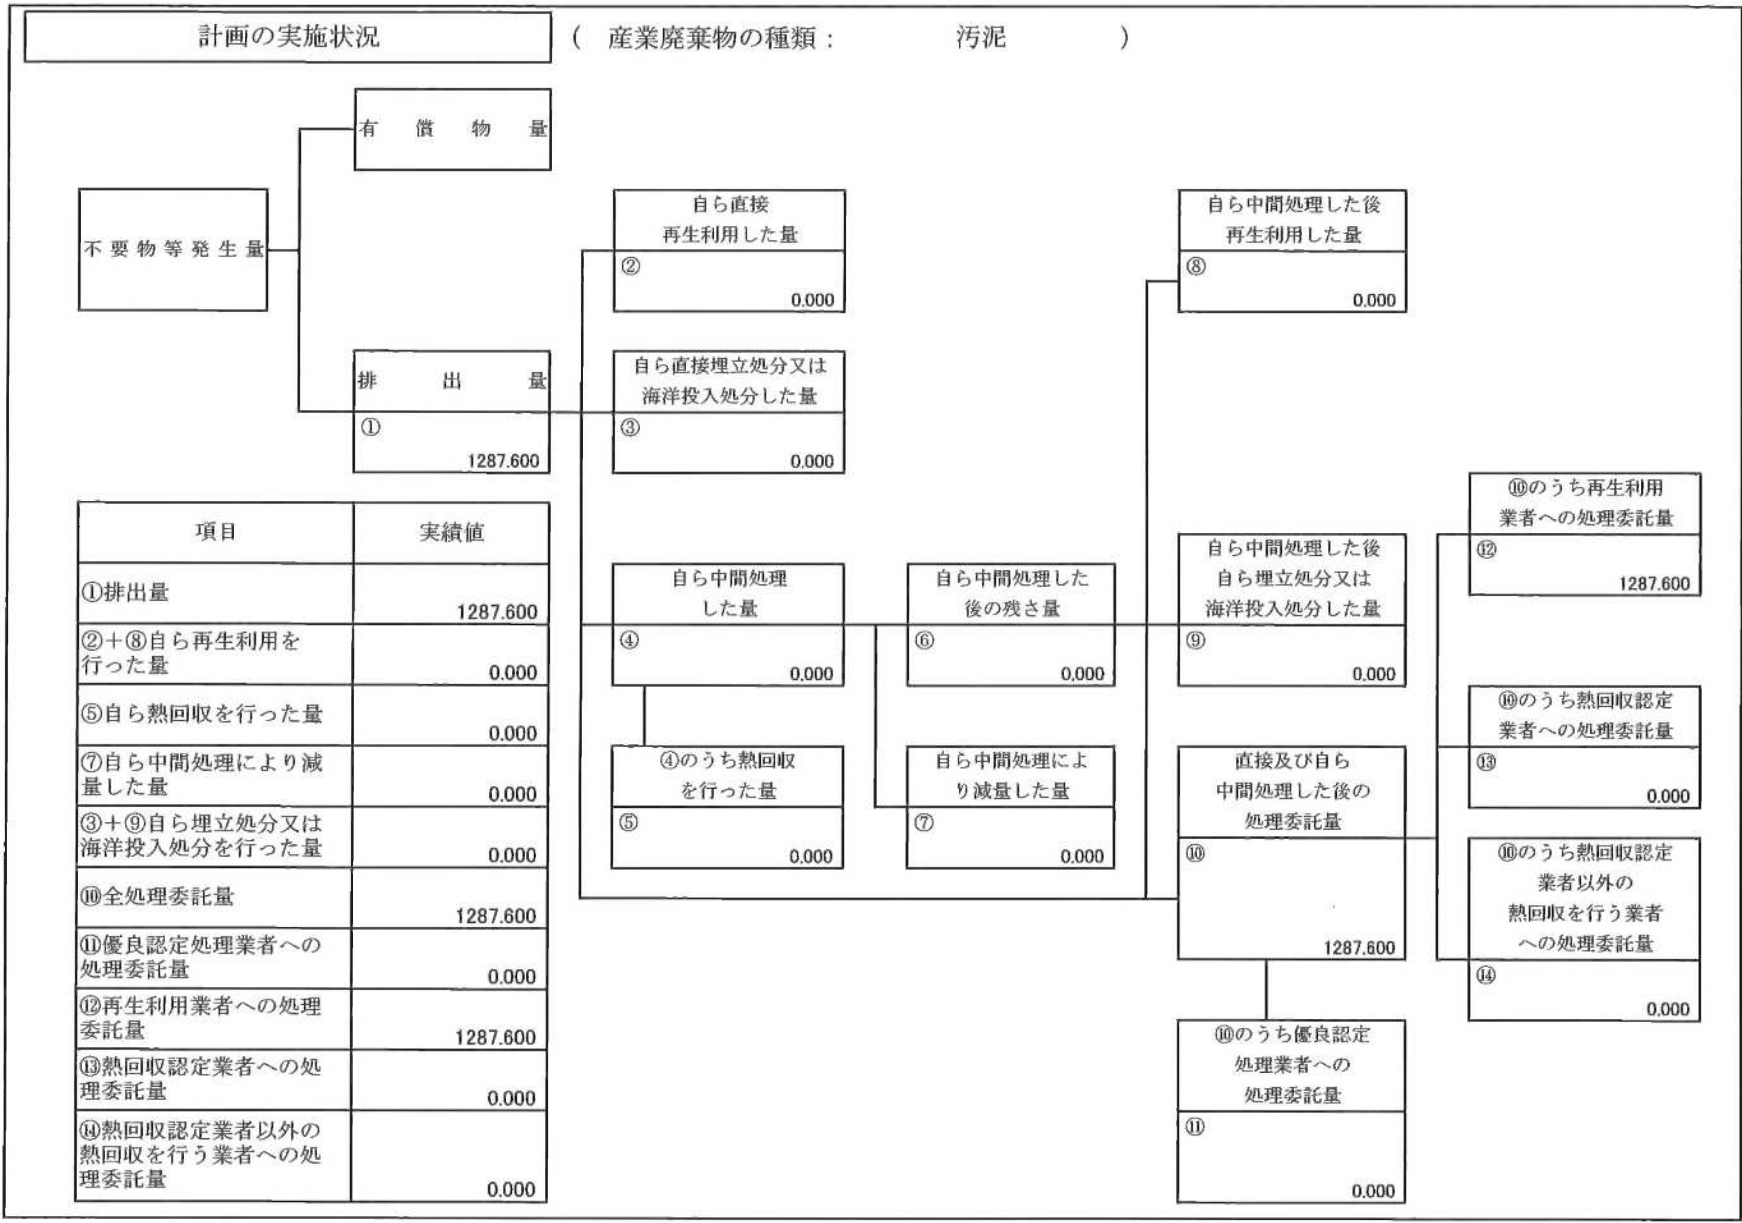 計画の実施状況
( 産業廃棄物の種類： 汚泥 )
有償物量
不要物等発生量
排出量
①
1287.600
自ら直接
再生利用した量
②
0.000
自ら直接埋立処分又は
海洋投入処分した量
③
0.000
自ら中間処理した後
再生利用した量
⑧
0.000
自ら中間処理
した量
④
0.000
自ら中間処理した
後の残さ量
⑥
0.000
自ら中間処理した後
自ら埋立処分又は
海洋投入処分した量
⑨
0.000
④のうち熱回収
を行った量
⑤
0.000
自ら中間処理によ
り減量した量
⑦
0.000
直接及び自ら
中間処理した後の
処理委託量
⑩
1287.600
⑩のうち優良認定
処理業者への
処理委託量
⑪
0.000
⑩のうち再生利用
業者への処理委託量
⑫
1287.600
⑩のうち熱回収認定
業者への処理委託量
⑬
0.000
⑩のうち熱回収認定
業者以外の
熱回収を行う業者
への処理委託量
⑭
0.000
項目 実績値
①排出量
1287.600
②＋⑧自ら再生利用を
行った量
0.000
⑤自ら熱回収を行った量
0.000
⑦自ら中間処理により減
量した量
0.000
③＋⑨自ら埋立処分又は
海洋投入処分を行った量
0.000
⑩全処理委託量
1287.600
⑪優良認定処理業者への
処理委託量
0.000
⑫再生利用業者への処理
委託量
1287.600
⑬熱回収認定業者への処
理委託量
0.000
⑭熱回収認定業者以外の
熱回収を行う業者への処
理委託量
0.000